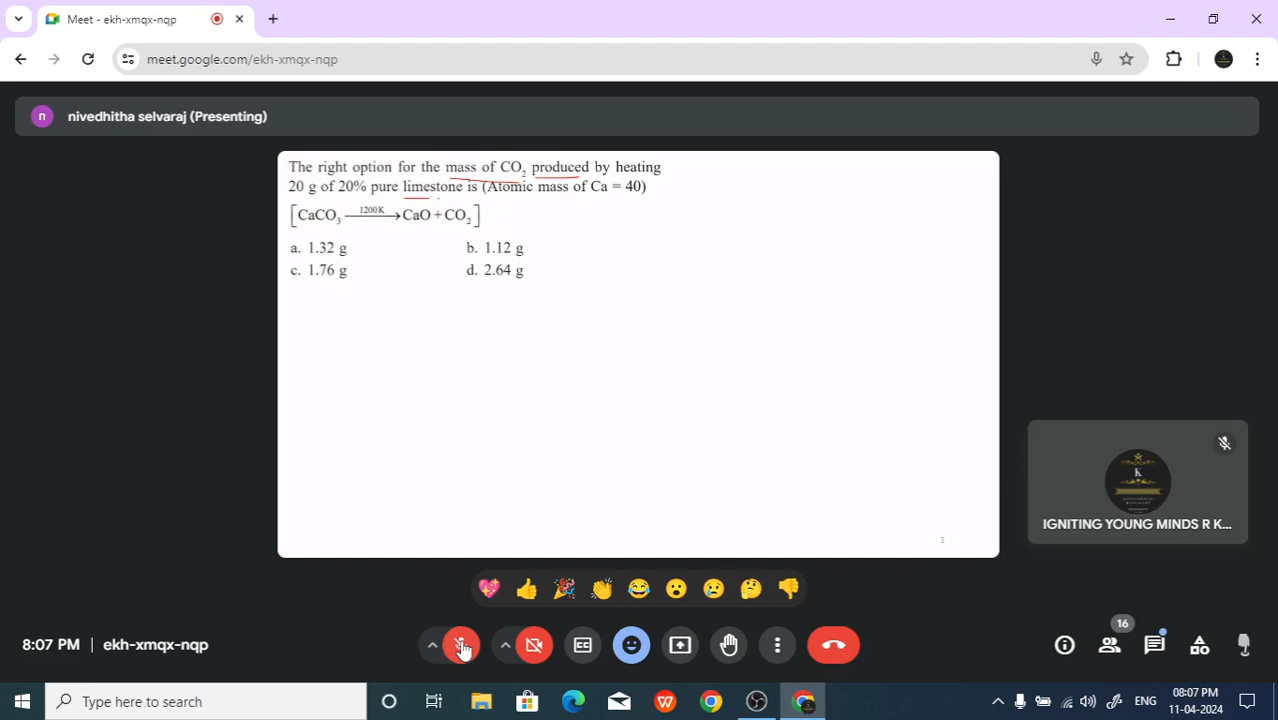 Meet - ekh-xmqx-nqp
meet.google.com/ekh-xmqx-nqp
n
nivedhitha selvaraj (Presenting)
The right option for the mass of CO₂ produced by heating
20 g of 20% pure limestone is (Atomic mass of Ca = 40)
[CaCO₃ —1200 K→ CaO + CO₂]
a. 1.32 g b. 1.12 g
c. 1.76 g d. 2.64 g
K
IGNITING YOUNG MINDS R K...
1
16
8:07 PM | ekh-xmqx-nqp
Type here to search
ENG
08:07 PM
11-04-2024